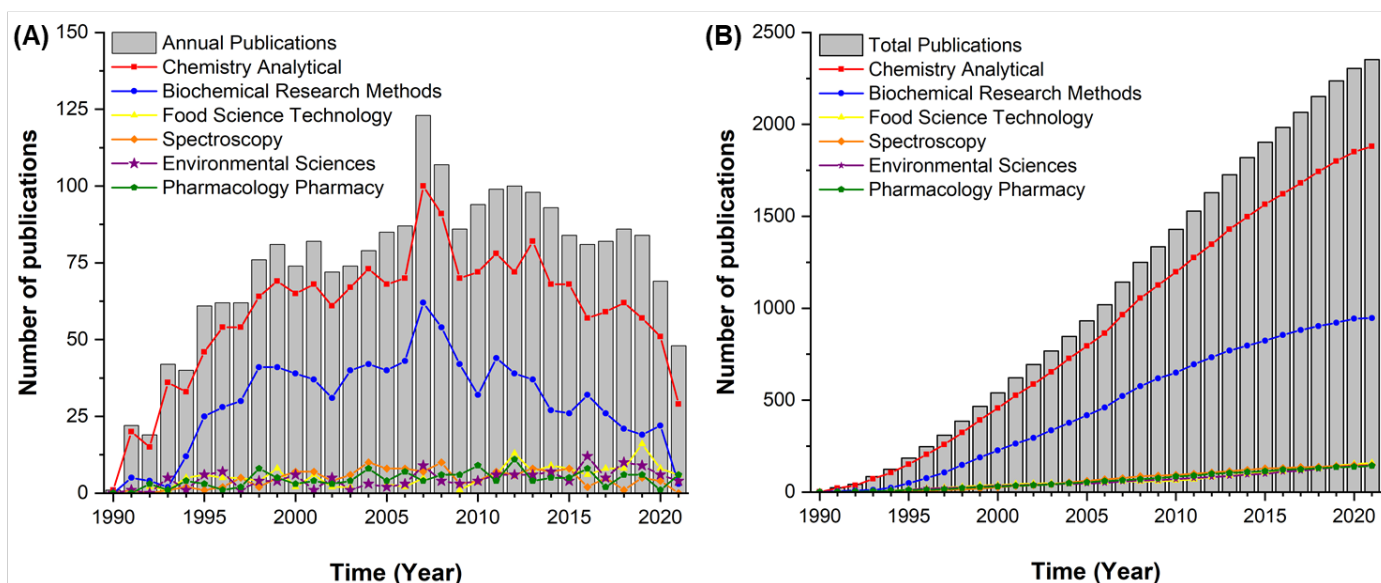 (A)
150
125
100
75
50
25
0
Number of publications
Annual Publications
Chemistry Analytical
Biochemical Research Methods
Food Science Technology
Spectroscopy
Environmental Sciences
Pharmacology Pharmacy
1990 1995 2000 2005 2010 2015 2020
Time (Year)
(B)
2500
2000
1500
1000
500
0
Number of publications
Total Publications
Chemistry Analytical
Biochemical Research Methods
Food Science Technology
Spectroscopy
Environmental Sciences
Pharmacology Pharmacy
1990 1995 2000 2005 2010 2015 2020
Time (Year)